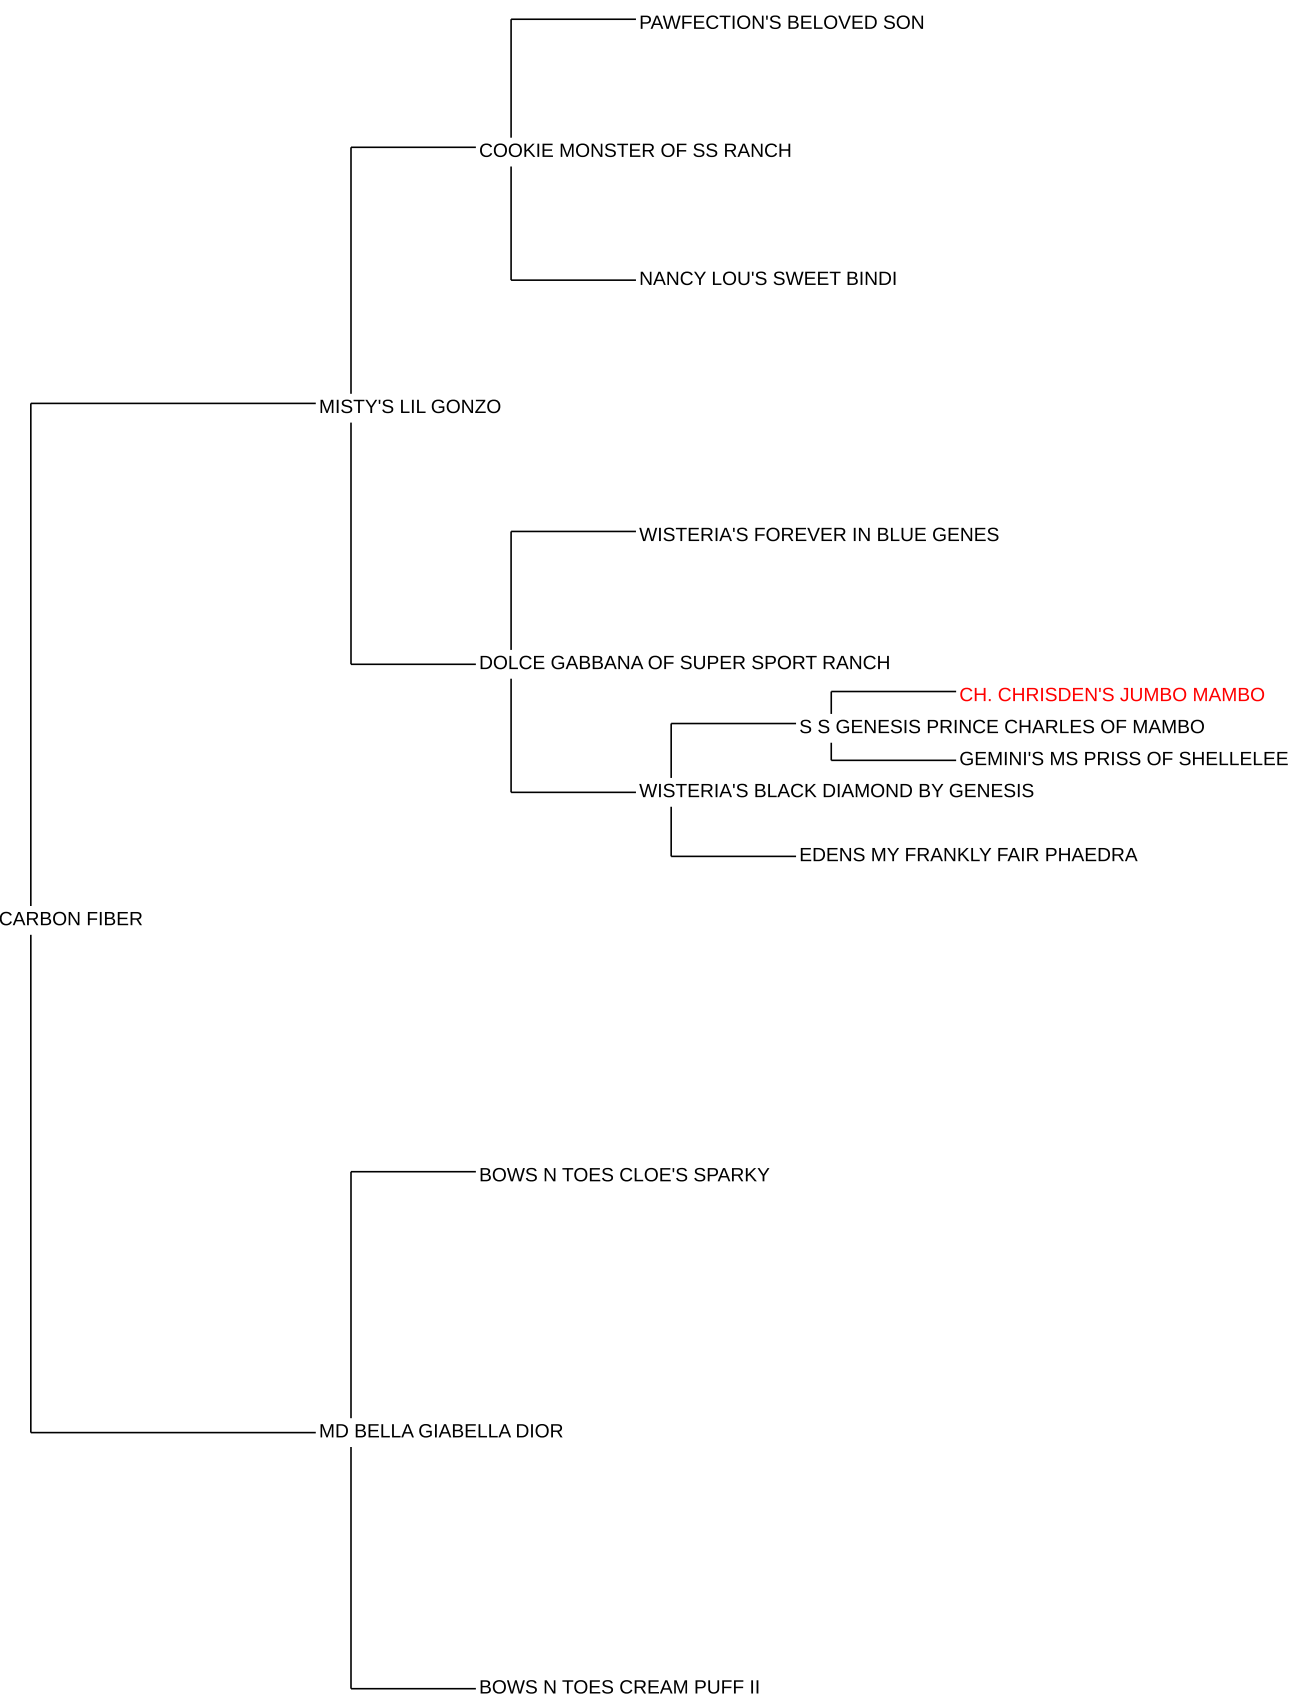 PAWFECTION'S BELOVED SON
COOKIE MONSTER OF SS RANCH
NANCY LOU'S SWEET BINDI
MISTY'S LIL GONZO
WISTERIA'S FOREVER IN BLUE GENES
DOLCE GABBANA OF SUPER SPORT RANCH
CH. CHRISDEN'S JUMBO MAMBO
S S GENESIS PRINCE CHARLES OF MAMBO
GEMINI'S MS PRISS OF SHELLELEE
WISTERIA'S BLACK DIAMOND BY GENESIS
EDENS MY FRANKLY FAIR PHAEDRA
CARBON FIBER
BOWS N TOES CLOE'S SPARKY
MD BELLA GIABELLA DIOR
BOWS N TOES CREAM PUFF II